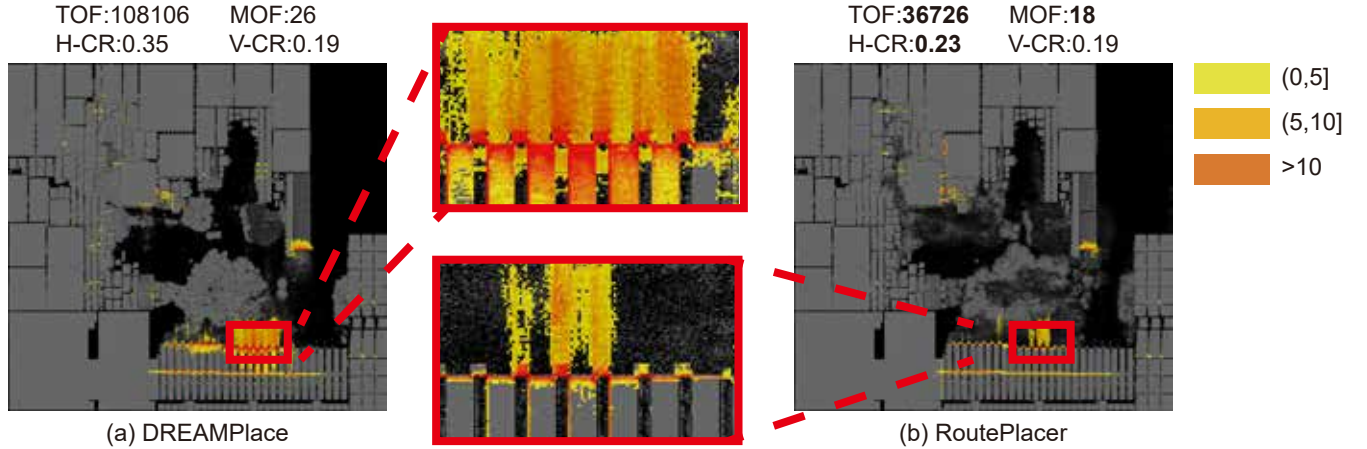 TOF:108106 MOF:26
H-CR:0.35 V-CR:0.19
TOF:36726 MOF:18
H-CR:0.23 V-CR:0.19
(0,5]
(5,10]
>10
(a) DREAMPlace
(b) RoutePlacer